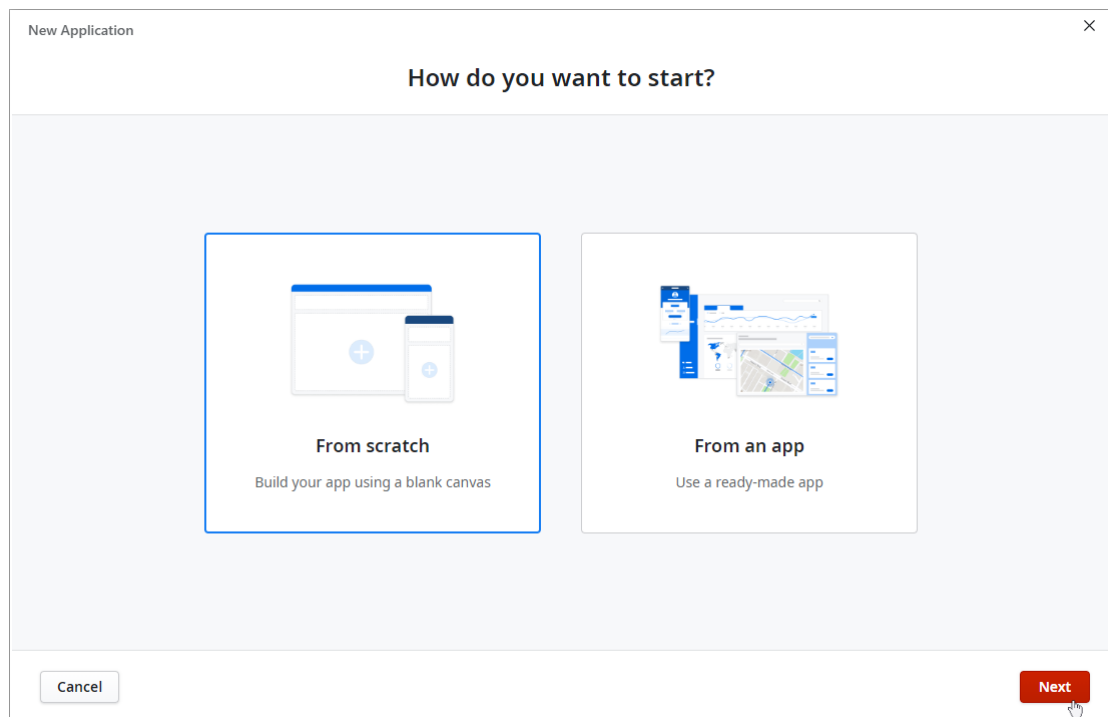 New Application
How do you want to start?
From scratch
Build your app using a blank canvas
From an app
Use a ready-made app
Cancel
Next